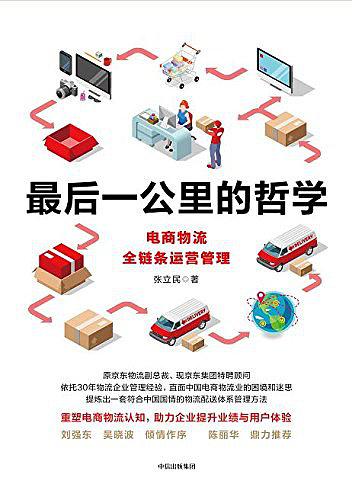 最后一公里的哲学
电商物流
全链条运营管理
张立民◎著
原京东物流副总裁、现京东集团特聘顾问
依托30年物流企业管理经验，直面中国电商物流业的困境和迷思
提炼出一套符合中国国情的物流配送体系管理方法
重塑电商物流认知，助力企业提升业绩与用户体验
刘强东 吴晓波 倾情作序 陈丽华 鼎力推荐
中信出版集团